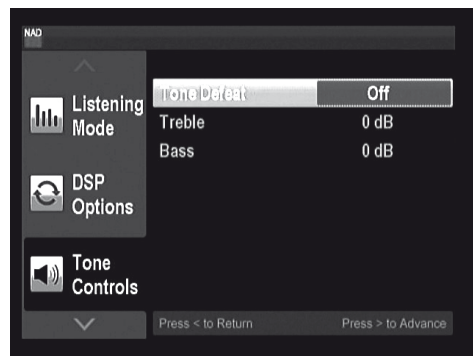 NAD
Listening
Mode
DSP
Options
Tone
Controls
Tone Defeat Off
Treble 0 dB
Bass 0 dB
Press < to Return Press > to Advance